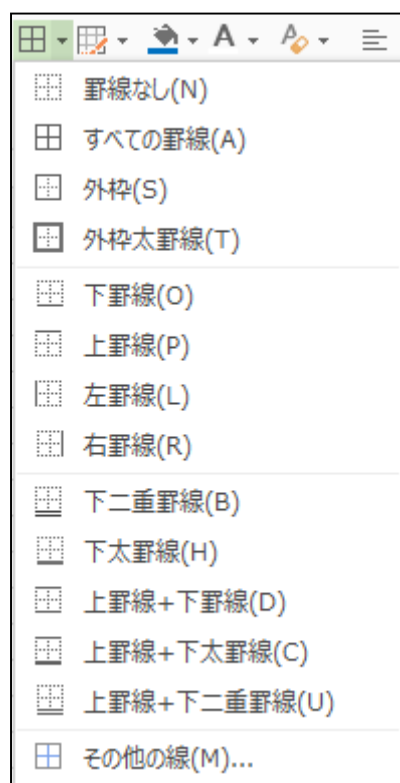 A
罫線なし(N)
すべての罫線(A)
外枠(S)
外枠太罫線(T)
下罫線(O)
上罫線(P)
左罫線(L)
右罫線(R)
下二重罫線(B)
下太罫線(H)
上罫線+下罫線(D)
上罫線+下太罫線(C)
上罫線+下二重罫線(U)
その他の線(M)...